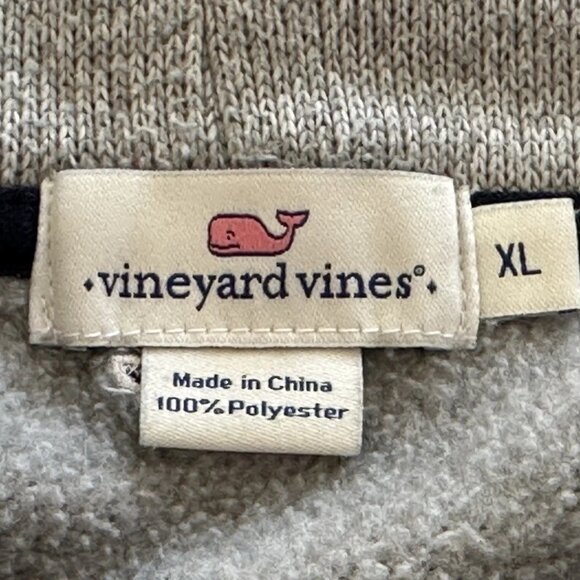 vineyard vines®
XL
Made in China
100% Polyester